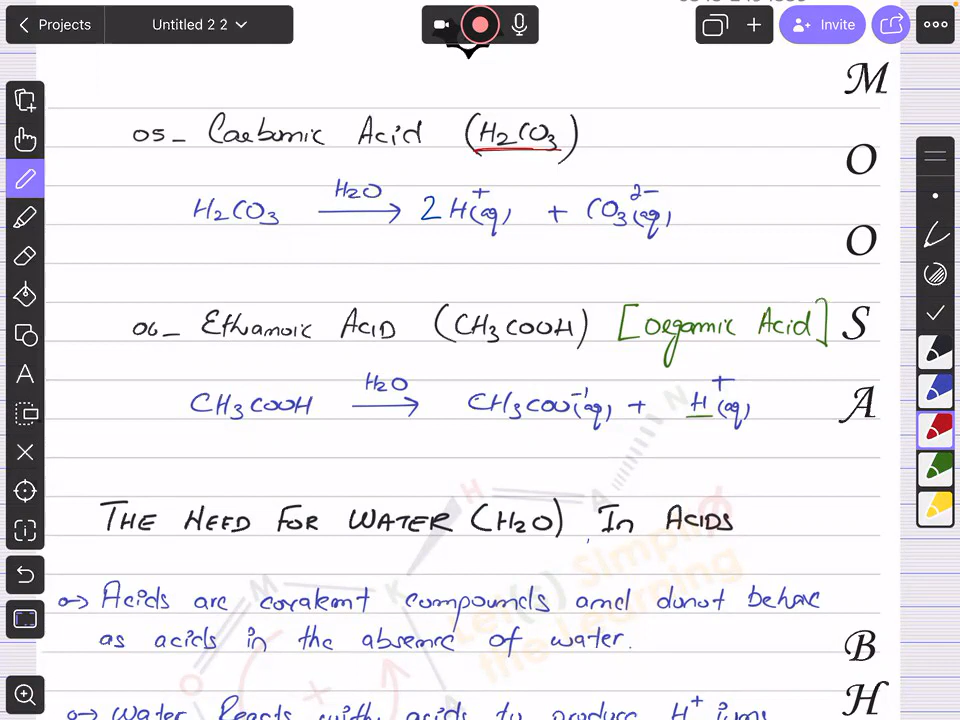 Projects
Untitled 2 2
Invite
05_ Carbonic Acid (H2CO3)
H2CO3 H2O→ 2H+(aq) + CO3 2-(aq)
06_ Ethanoic ACID (CH3COOH) [organic Acid]
CH3COOH H2O→ CH3COO-1(aq) + H+(aq)
THE NEED FOR WATER (H2O) In ACIDS
→ Acids are covalent compounds and donot behave
as acids in the absence of water.
→ Water Reacts with acids to produce H+ ions
M
O
O
S
A
B
H